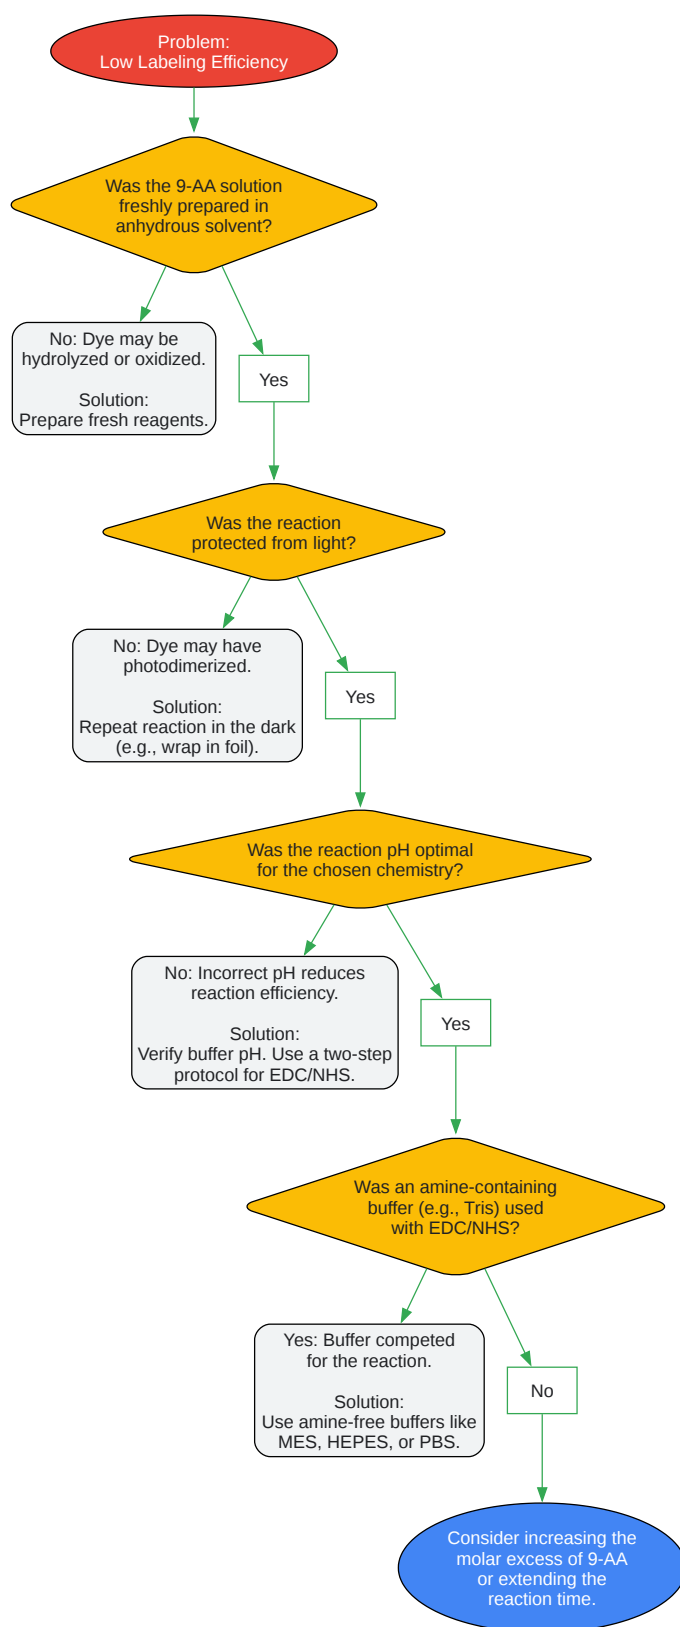 Problem:
Low Labeling Efficiency
Was the 9-AA solution
freshly prepared in
anhydrous solvent?
No: Dye may be
hydrolyzed or oxidized.
Solution:
Prepare fresh reagents.
Yes
Was the reaction
protected from light?
No: Dye may have
photodimerized.
Solution:
Repeat reaction in the dark
(e.g., wrap in foil).
Yes
Was the reaction pH optimal
for the chosen chemistry?
No: Incorrect pH reduces
reaction efficiency.
Solution:
Verify buffer pH. Use a two-step
protocol for EDC/NHS.
Yes
Was an amine-containing
buffer (e.g., Tris) used
with EDC/NHS?
Yes: Buffer competed
for the reaction.
Solution:
Use amine-free buffers like
MES, HEPES, or PBS.
No
Consider increasing the
molar excess of 9-AA
or extending the
reaction time.